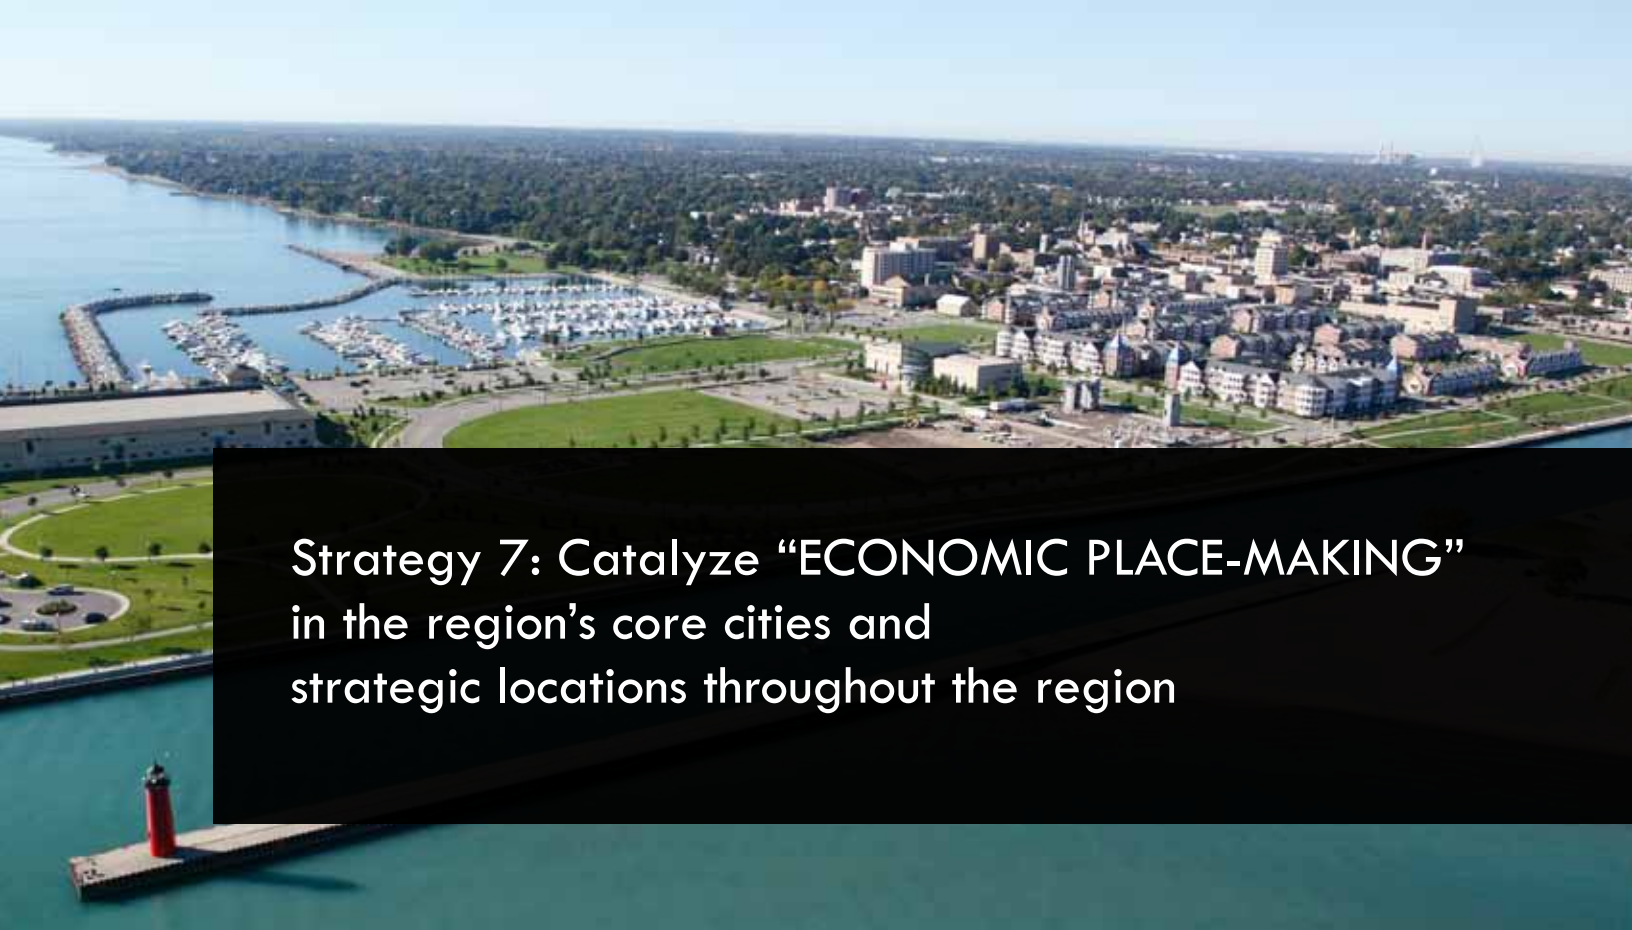 Strategy 7: Catalyze “ECONOMIC PLACE-MAKING”
in the region’s core cities and
strategic locations throughout the region